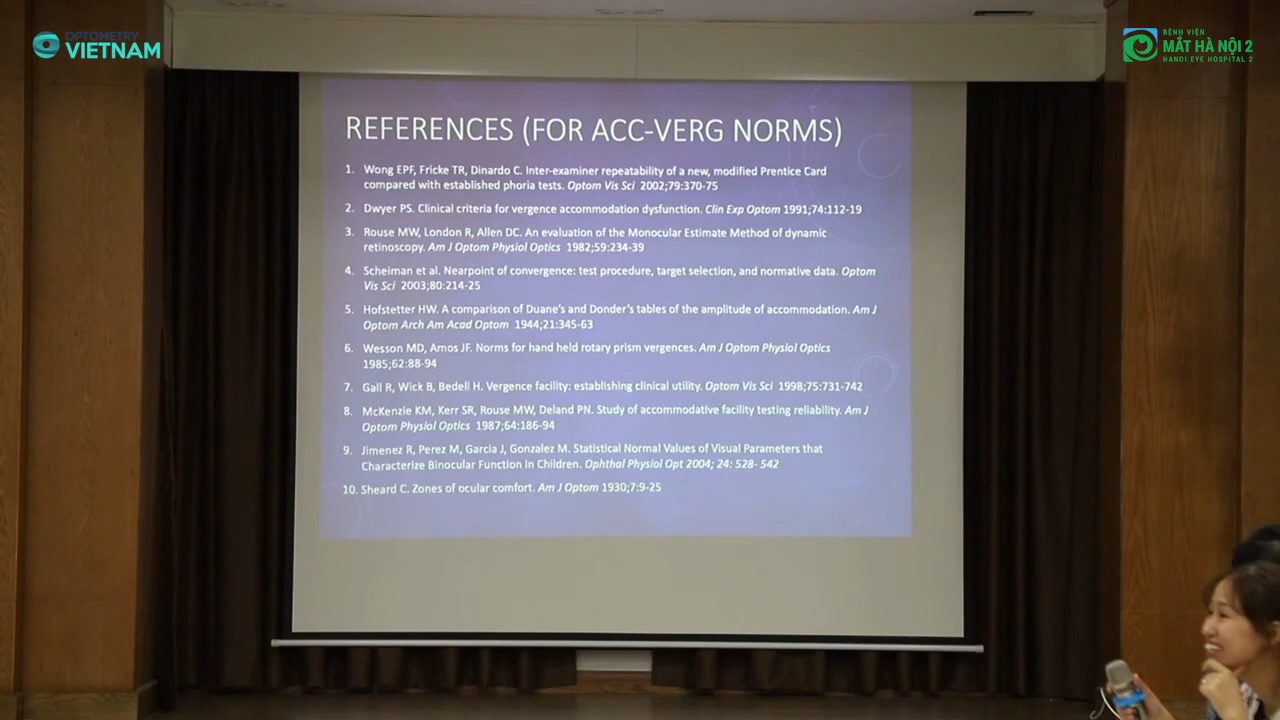 OPTOMETRY
VIETNAM
BỆNH VIỆN
MẮT HÀ NỘI 2
HANOI EYE HOSPITAL 2
REFERENCES (FOR ACC-VERG NORMS)
1. Wong EPF, Fricke TR, Dinardo C. Inter-examiner repeatability of a new, modified Prentice Card
compared with established phoria tests. Optom Vis Sci 2002;79:370-75
2. Dwyer PS. Clinical criteria for vergence accommodation dysfunction. Clin Exp Optom 1991;74:112-19
3. Rouse MW, London R, Allen DC. An evaluation of the Monocular Estimate Method of dynamic
retinoscopy. Am J Optom Physiol Optics 1982;59:234-39
4. Scheiman et al. Nearpoint of convergence: test procedure, target selection, and normative data. Optom
Vis Sci 2003;80:214-25
5. Hofstetter HW. A comparison of Duane's and Donder's tables of the amplitude of accommodation. Am J
Optom Arch Am Acad Optom 1944;21:345-63
6. Wesson MD, Amos JF. Norms for hand held rotary prism vergences. Am J Optom Physiol Optics
1985;62:88-94
7. Gall R, Wick B, Bedell H. Vergence facility: establishing clinical utility. Optom Vis Sci 1998;75:731-742
8. McKenzie KM, Kerr SR, Rouse MW, Deland PN. Study of accommodative facility testing reliability. Am J
Optom Physiol Optics 1987;64:186-94
9. Jimenez R, Perez M, Garcia J, Gonzalez M. Statistical Normal Values of Visual Parameters that
Characterize Binocular Function in Children. Ophthal Physiol Opt 2004; 24: 528- 542
10. Sheard C. Zones of ocular comfort. Am J Optom 1930;7:9-25